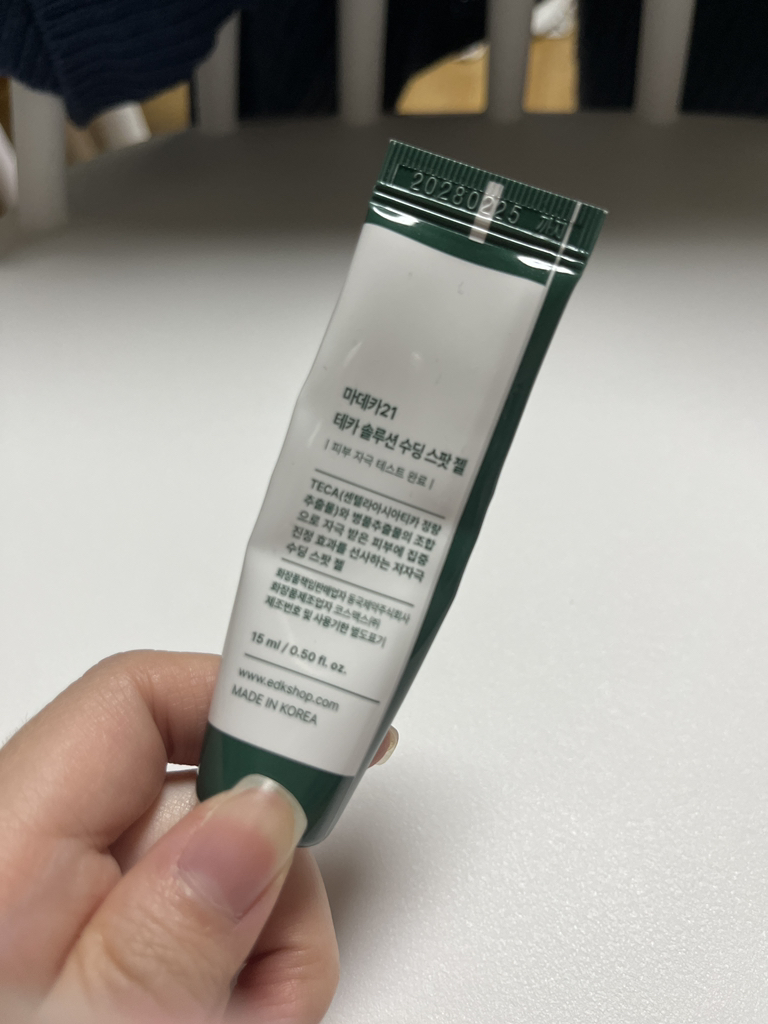 20280225 까지
마데카21
테카 솔루션 수딩 스팟 젤
| 피부 자극 테스트 완료 |
TECA(센텔라아시아티카 정량
추출물)와 병풀추출물의 조합
으로 자극 받은 피부에 집중
진정 효과를 선사하는 저자극
수딩 스팟 젤
화장품책임판매업자 동국제약주식회사
화장품제조업자 코스맥스㈜
제조번호 및 사용기한 별도표기
15 ml / 0.50 fl. oz.
www.edkshop.com
MADE IN KOREA